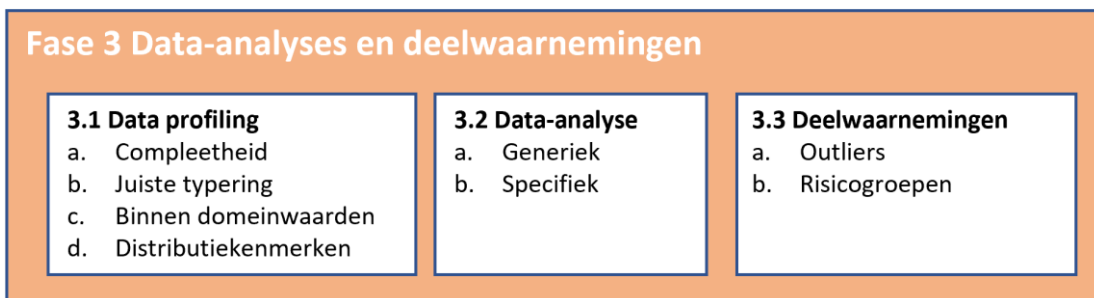 Fase 3 Data-analyses en deelwaarnemingen
3.1 Data profiling
a. Compleetheid
b. Juiste typering
c. Binnen domeinwaarden
d. Distributiekenmerken
3.2 Data-analyse
a. Generiek
b. Specifiek
3.3 Deelwaarnemingen
a. Outliers
b. Risicogroepen